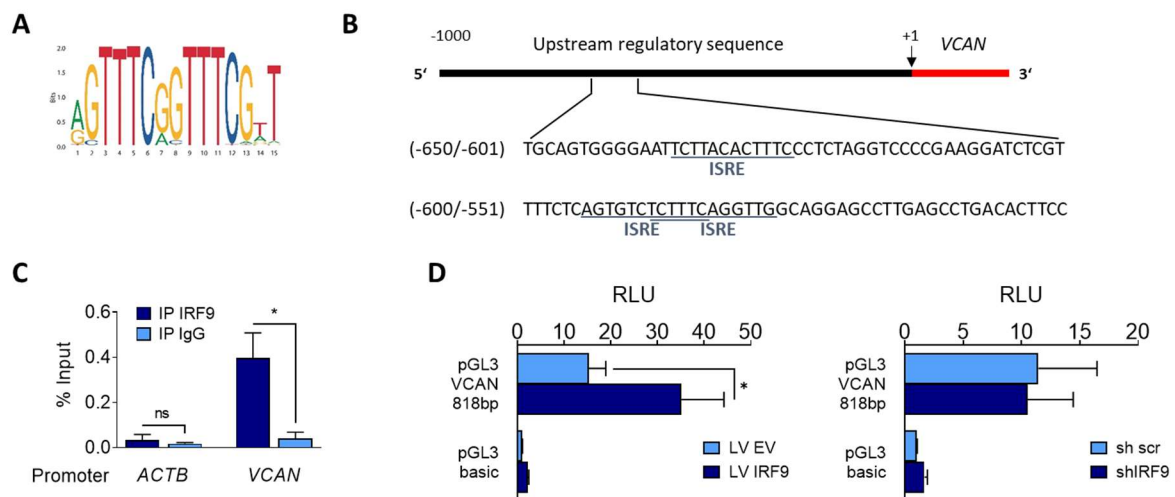 A
2.0
1.5
1.0
0.5
0.0
Bits
AGTTTCGGTTTCGTT
1 2 3 4 5 6 7 8 9 10 11 12 13 14 15
B
-1000
Upstream regulatory sequence
+1
VCAN
5‘
3‘
(-650/-601) TGCAGTGGGGAATTCTTACACTTTCCCTCTAGGTCCCCGAAGGATCTCGT
ISRE
(-600/-551) TTTCTCAGTGTCTCTTTCAGGTTGGCAGGAGCCTTGAGCCTGACACTTCC
ISRE ISRE
C
% Input
0.6
0.4
0.2
0.0
IP IRF9
IP IgG
*
ns
Promoter ACTB VCAN
D
RLU
0 10 20 30 40 50
pGL3
VCAN
818bp
*
pGL3
basic
LV EV
LV IRF9
RLU
0 5 10 15 20
pGL3
VCAN
818bp
pGL3
basic
sh scr
shIRF9